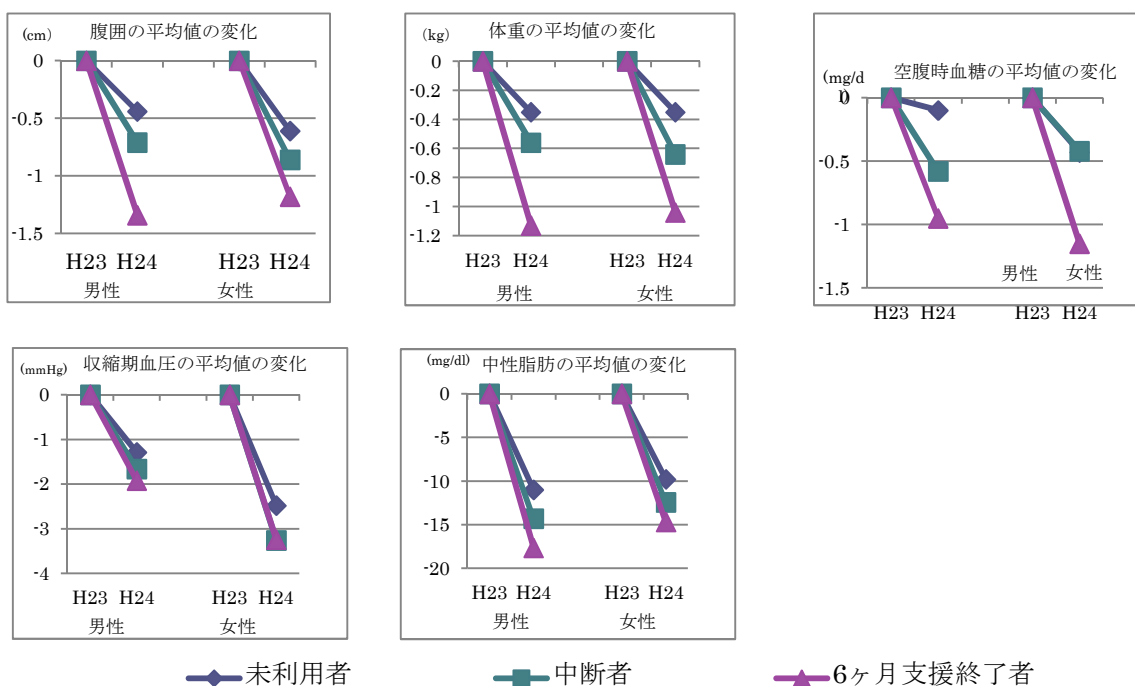 (cm) 腹囲の平均値の変化
0
-0.5
-1
-1.5
H23 H24 H23 H24
男性 女性
(kg) 体重の平均値の変化
0
-0.2
-0.4
-0.6
-0.8
-1
-1.2
H23 H24 H23 H24
男性 女性
空腹時血糖の平均値の変化
(mg/d
0
-0.5
-1
-1.5
男性 女性
H23 H24 H23 H24
(mmHg) 収縮期血圧の平均値の変化
0
-1
-2
-3
-4
H23 H24 H23 H24
男性 女性
(mg/dl) 中性脂肪の平均値の変化
0
-5
-10
-15
-20
H23 H24 H23 H24
男性 女性
未利用者 中断者 6ヶ月支援終了者